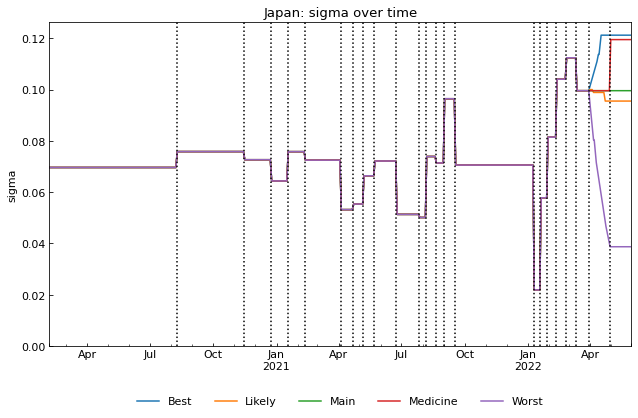 Japan: sigma over time
0.12
0.10
0.08
0.06
0.04
0.02
0.00
sigma
Apr Jul Oct Jan Apr Jul Oct Jan Apr
2021 2022
Best Likely Main Medicine Worst